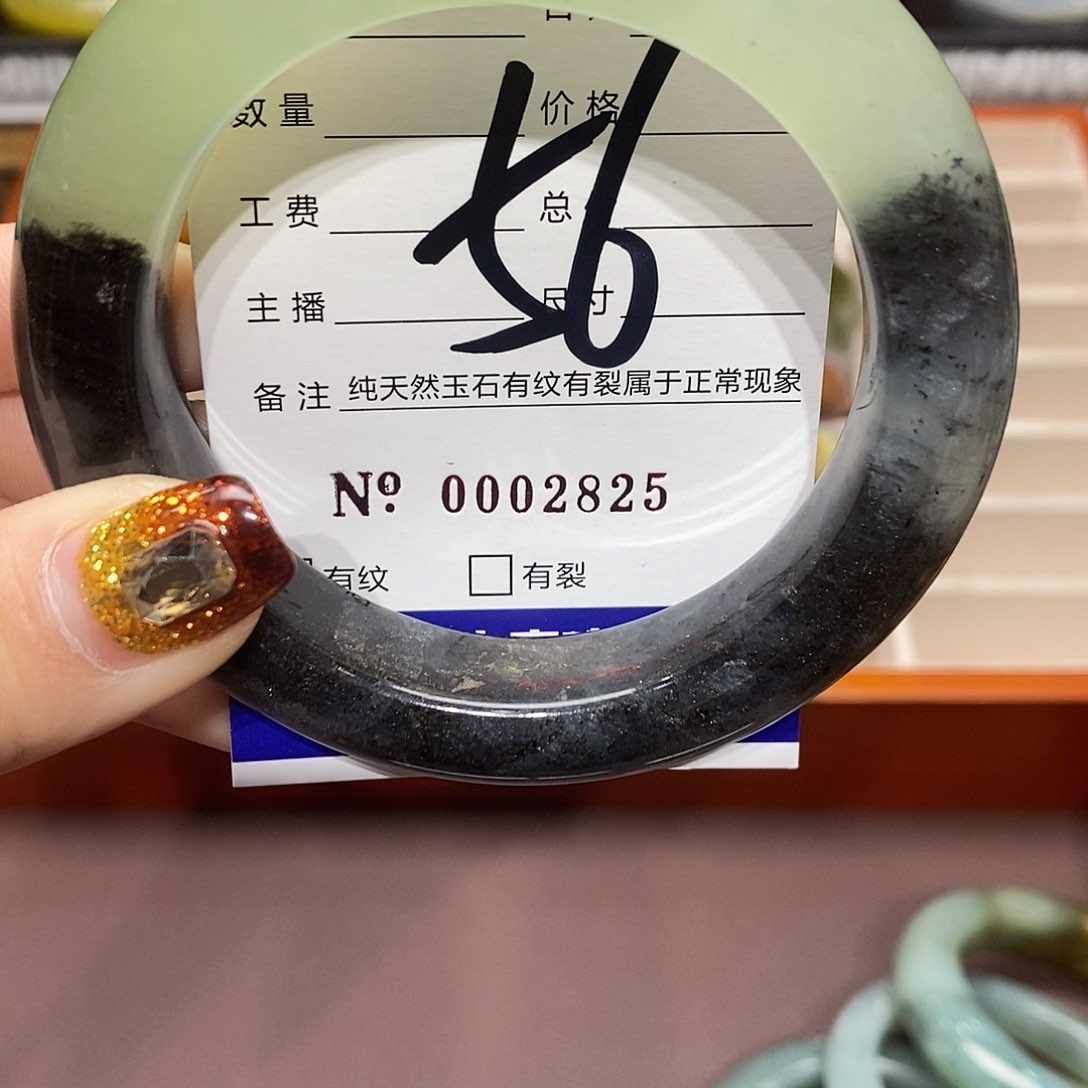 数量 价格
工费 总
主播 尺寸
56
备注 纯天然玉石有纹有裂属于正常现象
Nº 0002825
有纹 有裂